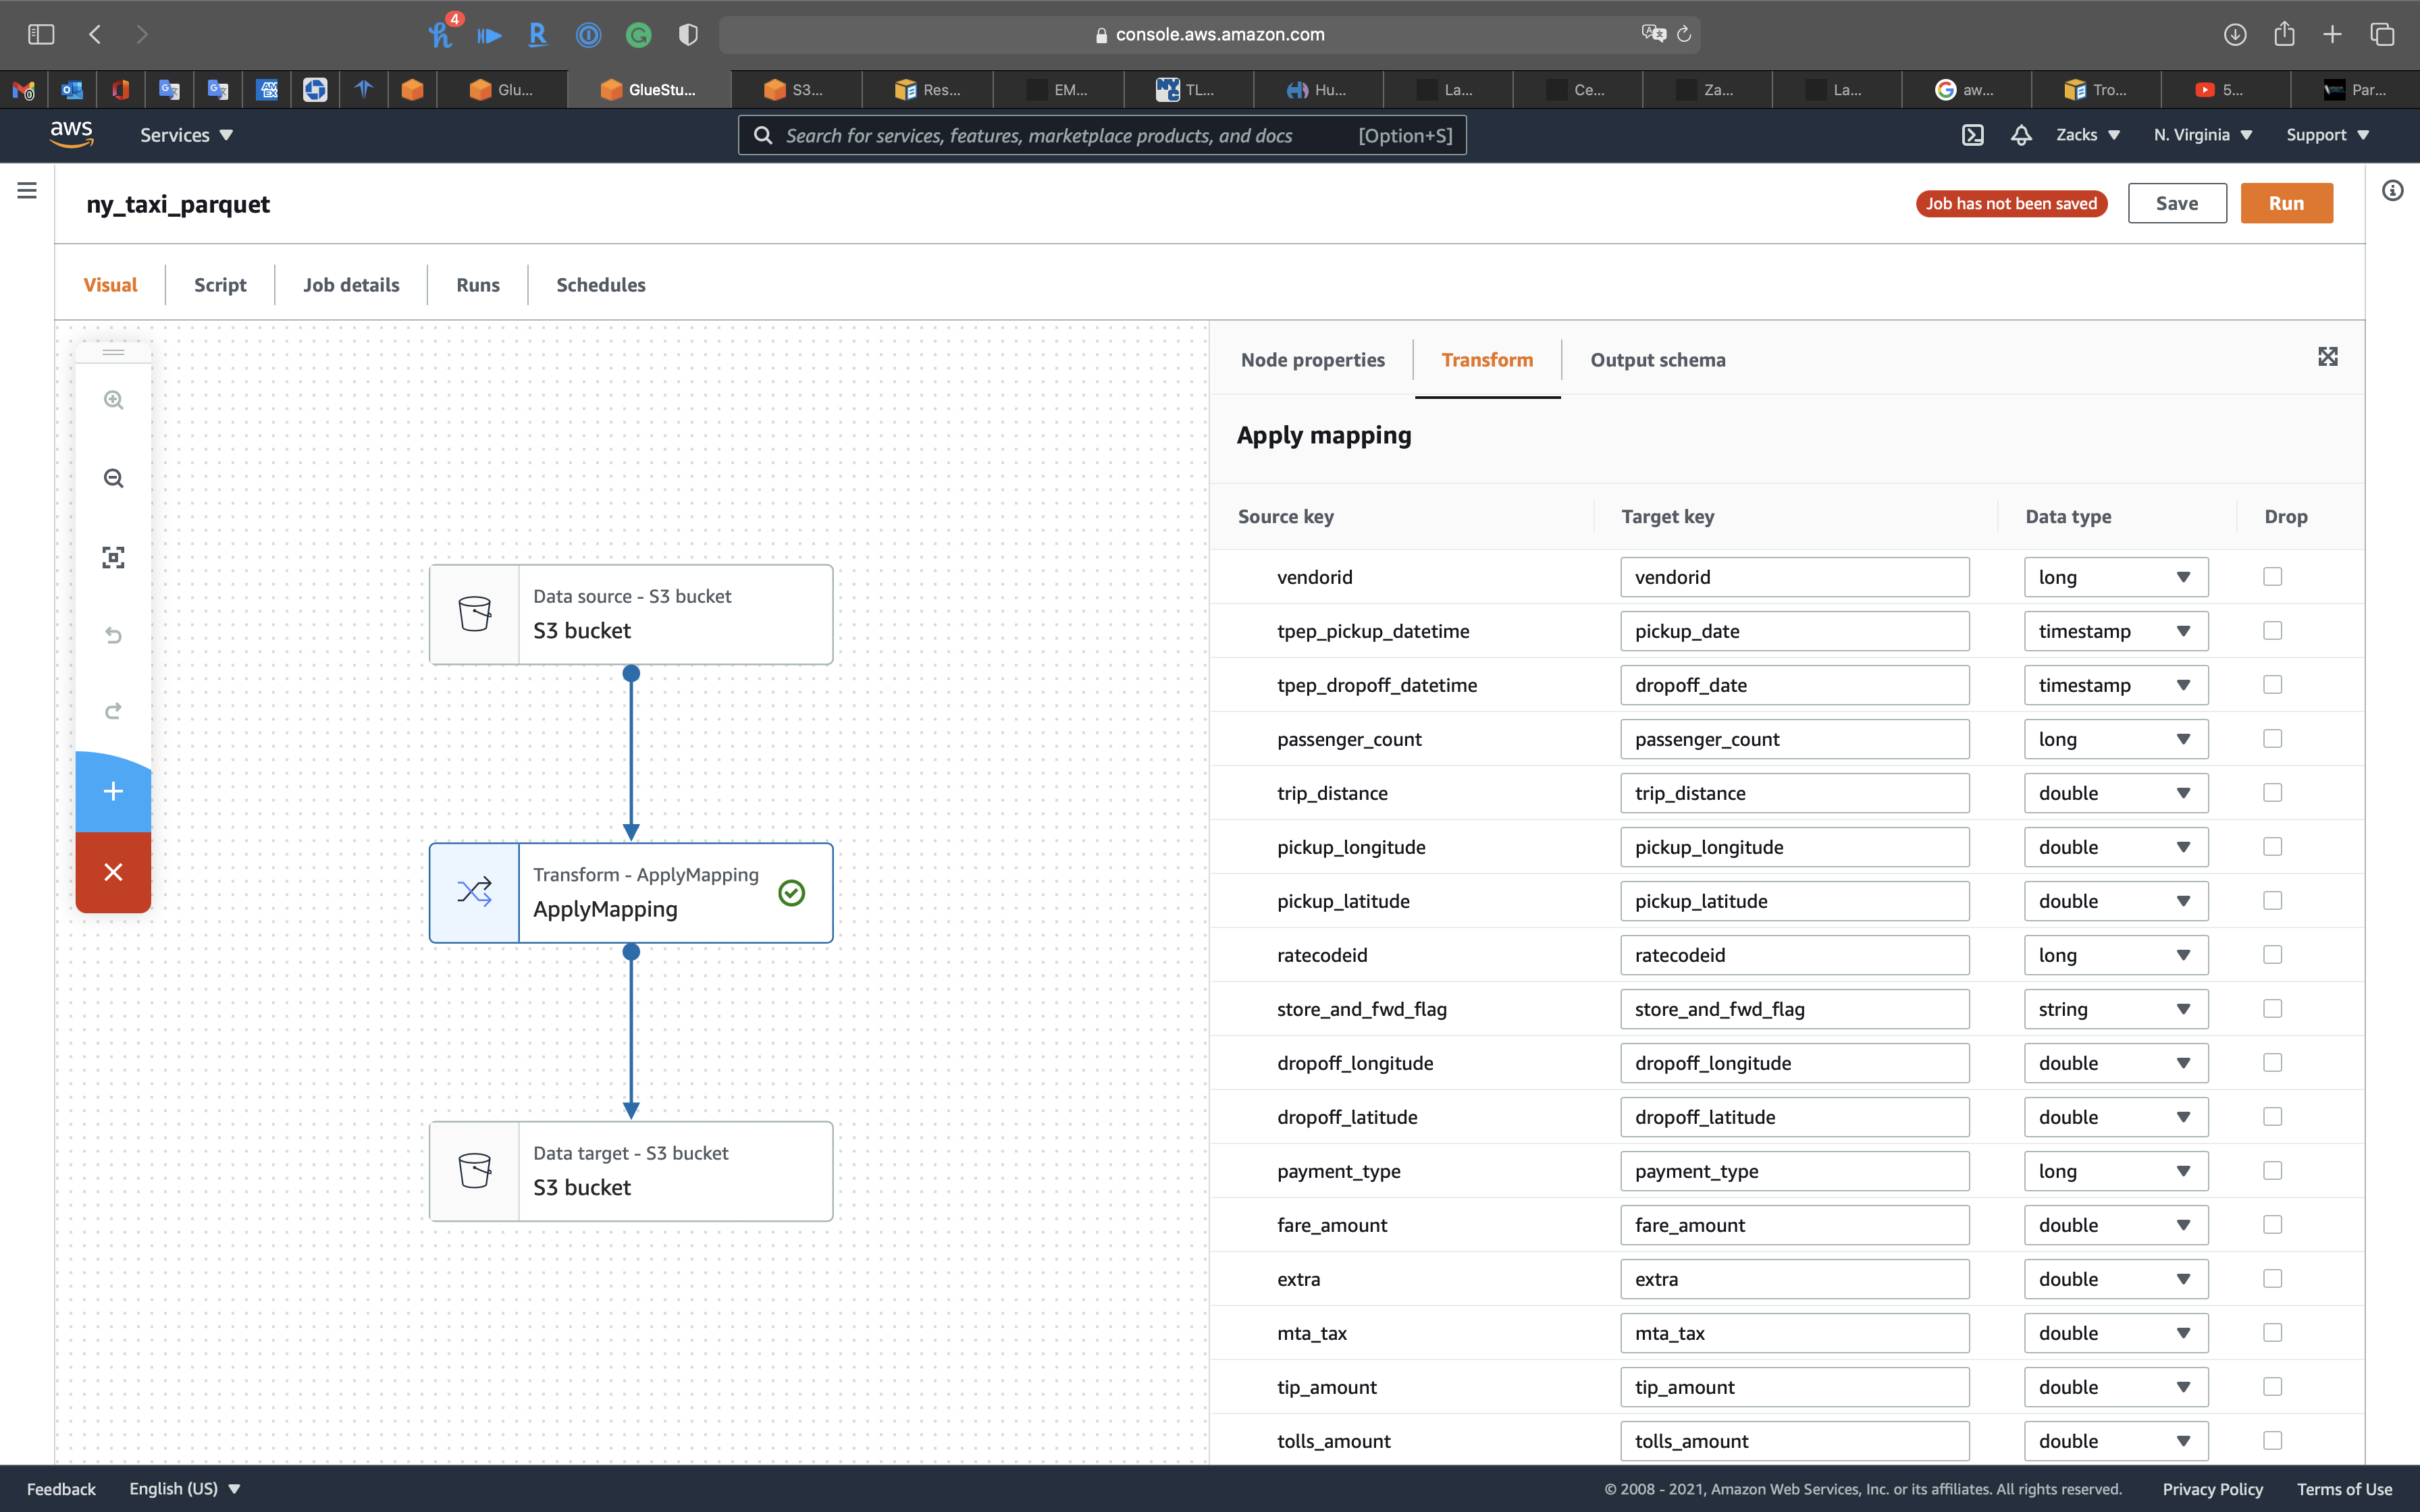 4
console.aws.amazon.com
Glu...
GlueStu...
S3...
Res...
EM...
TL...
Hu...
La...
Ce...
Za...
La...
aw...
Tro...
5...
Par...
aws
Services
Search for services, features, marketplace products, and docs [Option+S]
Zacks
N. Virginia
Support
ny_taxi_parquet
Job has not been saved
Save
Run
Visual
Script
Job details
Runs
Schedules
Node properties
Transform
Output schema
Apply mapping
Source key Target key Data type Drop
vendorid vendorid long
tpep_pickup_datetime pickup_date timestamp
tpep_dropoff_datetime dropoff_date timestamp
passenger_count passenger_count long
trip_distance trip_distance double
pickup_longitude pickup_longitude double
pickup_latitude pickup_latitude double
ratecodeid ratecodeid long
store_and_fwd_flag store_and_fwd_flag string
dropoff_longitude dropoff_longitude double
dropoff_latitude dropoff_latitude double
payment_type payment_type long
fare_amount fare_amount double
extra extra double
mta_tax mta_tax double
tip_amount tip_amount double
tolls_amount tolls_amount double
Data source - S3 bucket
S3 bucket
Transform - ApplyMapping
ApplyMapping
Data target - S3 bucket
S3 bucket
Feedback
English (US)
© 2008 - 2021, Amazon Web Services, Inc. or its affiliates. All rights reserved.
Privacy Policy
Terms of Use